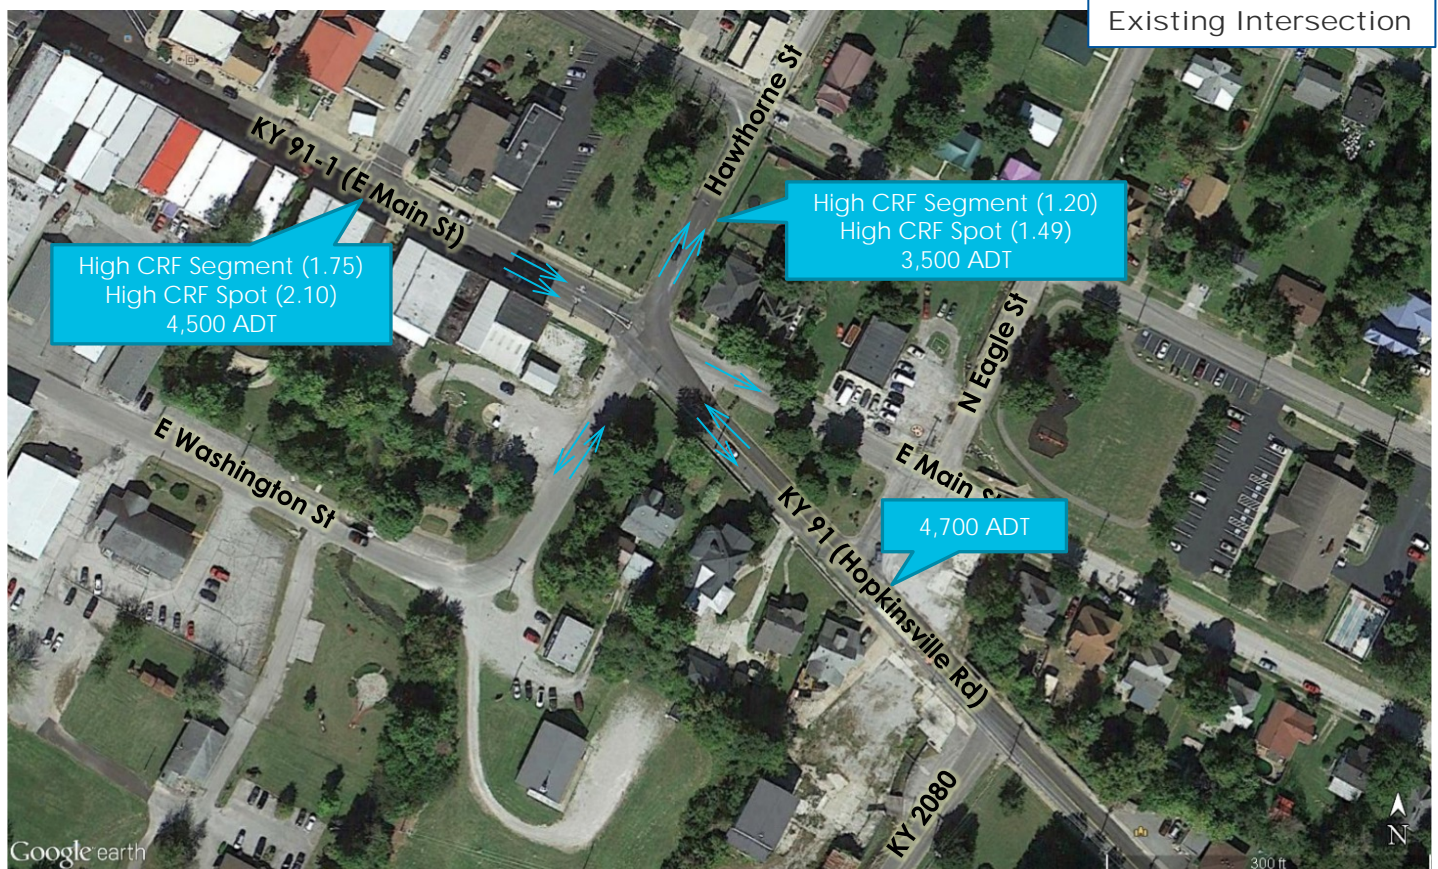 Existing Intersection
KY 91-1 (E Main St)
Hawthorne St
High CRF Segment (1.20)
High CRF Spot (1.49)
3,500 ADT
High CRF Segment (1.75)
High CRF Spot (2.10)
4,500 ADT
N Eagle St
E Washington St
E Main S
4,700 ADT
KY 91 (Hopkinsville Rd)
KY 2080
N
Google earth
300 ft